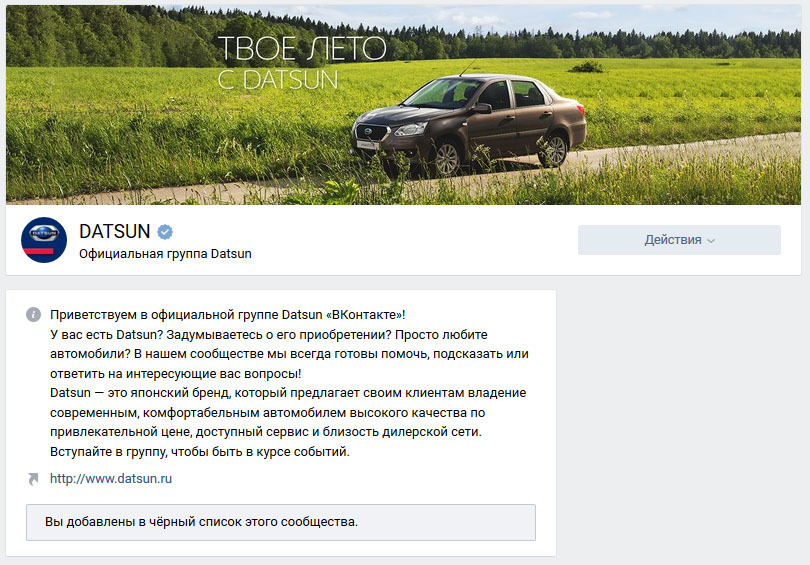 ТВОЕ ЛЕТО
С DATSUN
DATSUN
DATSUN
Официальная группа Datsun
Действия
Приветствуем в официальной группе Datsun «ВКонтакте»!
У вас есть Datsun? Задумываетесь о его приобретении? Просто любите
автомобили? В нашем сообществе мы всегда готовы помочь, подсказать или
ответить на интересующие вас вопросы!
Datsun — это японский бренд, который предлагает своим клиентам владение
современным, комфортабельным автомобилем высокого качества по
привлекательной цене, доступный сервис и близость дилерской сети.
Вступайте в группу, чтобы быть в курсе событий.
http://www.datsun.ru
Вы добавлены в чёрный список этого сообщества.